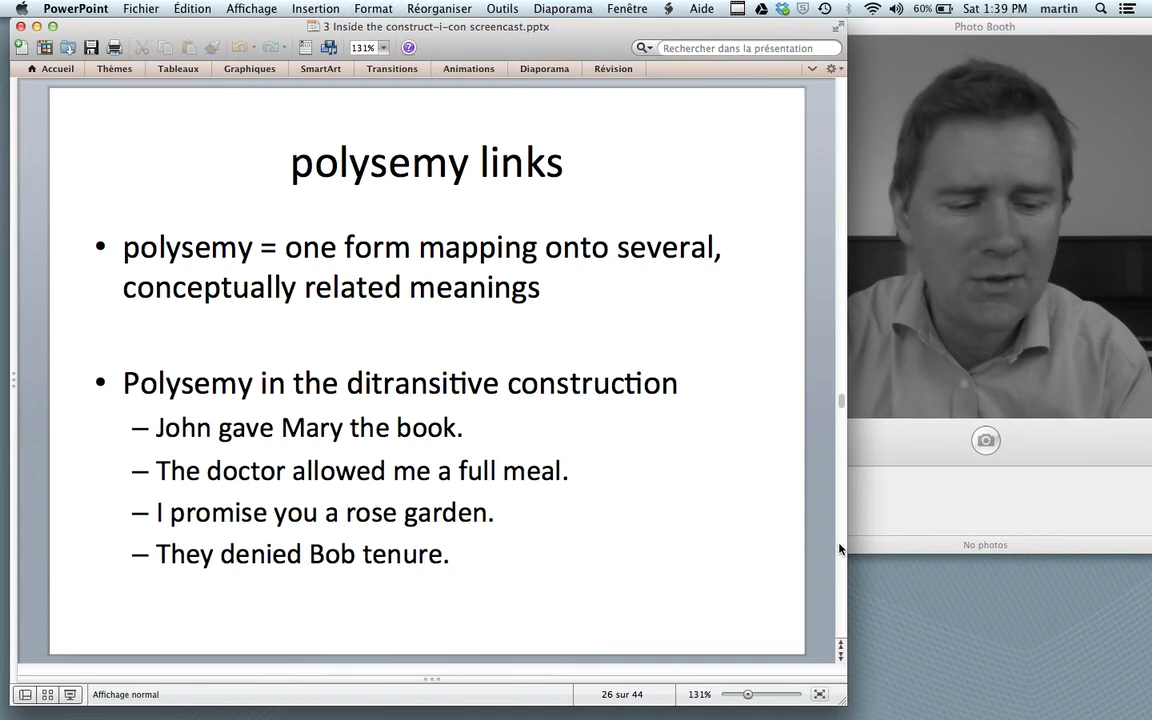 PowerPoint Fichier Édition Affichage Insertion Format Réorganiser Outils Diaporama Fenêtre Aide 60% Sat 1:39 PM martin
3 Inside the construct-i-con screencast.pptx
Photo Booth
131% Rechercher dans la présentation
Accueil Thèmes Tableaux Graphiques SmartArt Transitions Animations Diaporama Révision
polysemy links
• polysemy = one form mapping onto several,
conceptually related meanings
• Polysemy in the ditransitive construction
– John gave Mary the book.
– The doctor allowed me a full meal.
– I promise you a rose garden.
– They denied Bob tenure.
No photos
Affichage normal 26 sur 44 131%